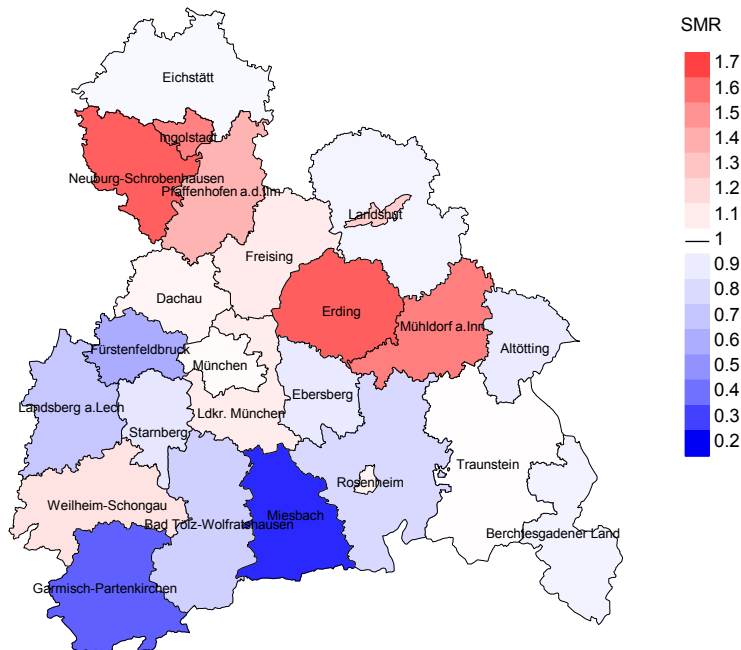 SMR
1.7
1.6
1.5
1.4
1.3
1.2
1.1
1
0.9
0.8
0.7
0.6
0.5
0.4
0.3
0.2
Eichstätt
Ingolstadt
Neuburg-Schrobenhausen
Pfaffenhofen a.d.Ilm
Landshut
Freising
Dachau
Erding
Mühldorf a.Inn
Fürstenfeldbruck
Altötting
München
Ebersberg
Landsberg a.Lech
Ldkr. München
Starnberg
Traunstein
Rosenheim
Weilheim-Schongau
Miesbach
Bad Tölz-Wolfratshausen
Berchtesgadener Land
Garmisch-Partenkirchen